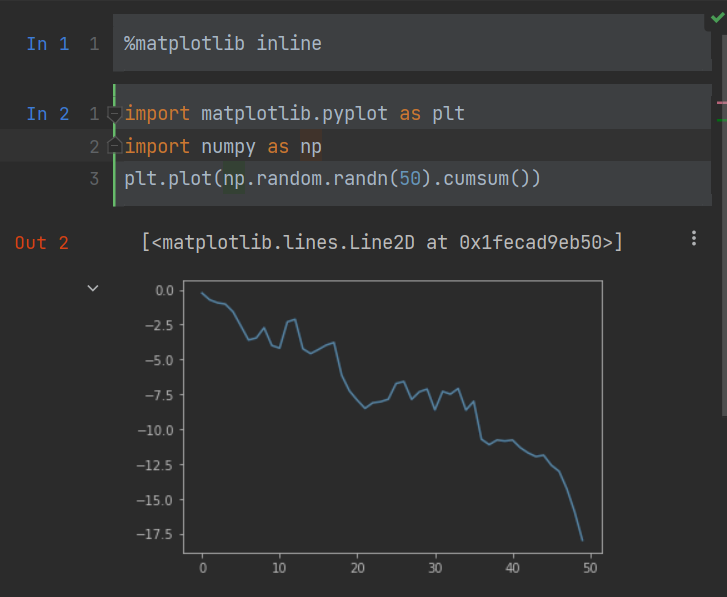 In 1 1 %matplotlib inline
In 2 1 import matplotlib.pyplot as plt
2 import numpy as np
3 plt.plot(np.random.randn(50).cumsum())
Out 2 [<matplotlib.lines.Line2D at 0x1fecad9eb50>]
0.0
−2.5
−5.0
−7.5
−10.0
−12.5
−15.0
−17.5
0 10 20 30 40 50